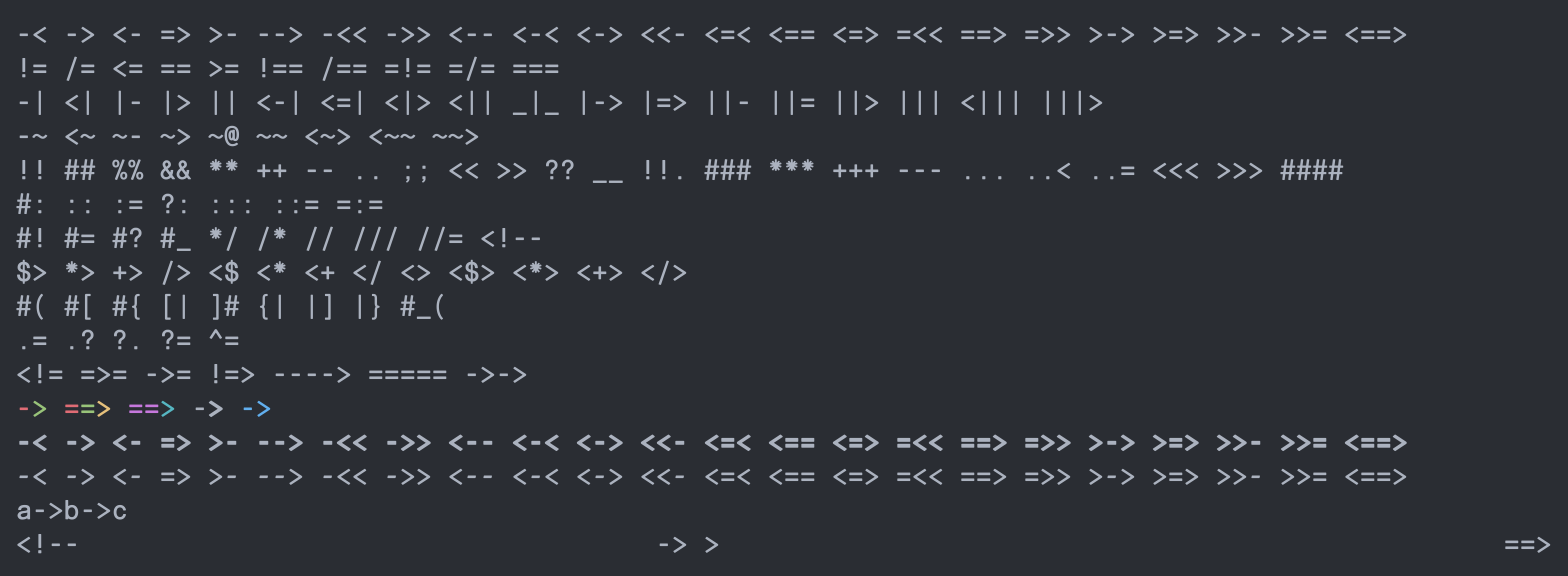 -< -> <- => >- --> -<< ->> <-- <-< <-> <<- <=< <== <=> =<< ==> =>> >-> >=> >>- >>= <==>
!= /= <= == >= !== /== =!= =/= ===
-| <| |- |> || <-| <=| <|> <|| _|_ |-> |=> ||- ||= ||> ||| <||| |||>
-~ <~ ~- ~> ~@ ~~ <~> <~~ ~~>
!! ## %% && ** ++ -- .. ;; << >> ?? __ !!. ### *** +++ --- ... ..< ..= <<< >>> ####
#: :: := ?: ::: ::= =:=
#! #= #? #_ */ /* // /// //= <!--
$> *> +> /> <$ <* <+ </ <> <$> <*> <+> </>
#( #[ #{ [| ]# {| |] |} #_(
.= .? ?. ?= ^=
<!= =>= ->= !=> ----> ===== ->->
-> ==> ==> -> ->
-< -> <- => >- --> -<< ->> <-- <-< <-> <<- <=< <== <=> =<< ==> =>> >-> >=> >>- >>= <==>
-< -> <- => >- --> -<< ->> <-- <-< <-> <<- <=< <== <=> =<< ==> =>> >-> >=> >>- >>= <==>
a->b->c
<!-- -> > ==>